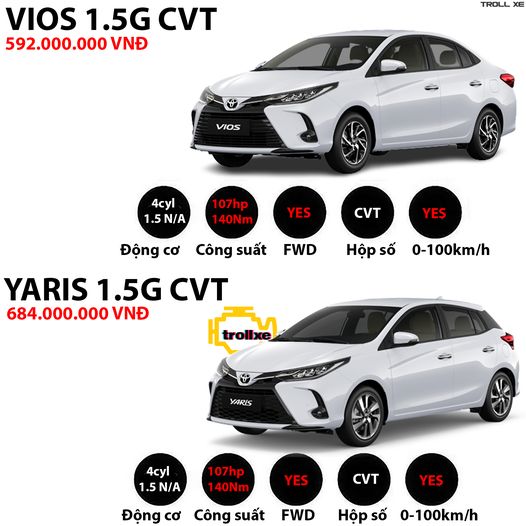 VIOS 1.5G CVT
TROLL XE
592.000.000 VNĐ
VIOS
4cyl 107hp YES CVT YES
1.5 N/A 140Nm
Động cơ Công suất FWD Hộp số 0-100km/h
YARIS 1.5G CVT
684.000.000 VNĐ
trollxe
YARIS
4cyl 107hp YES CVT YES
1.5 N/A 140Nm
Động cơ Công suất FWD Hộp số 0-100km/h